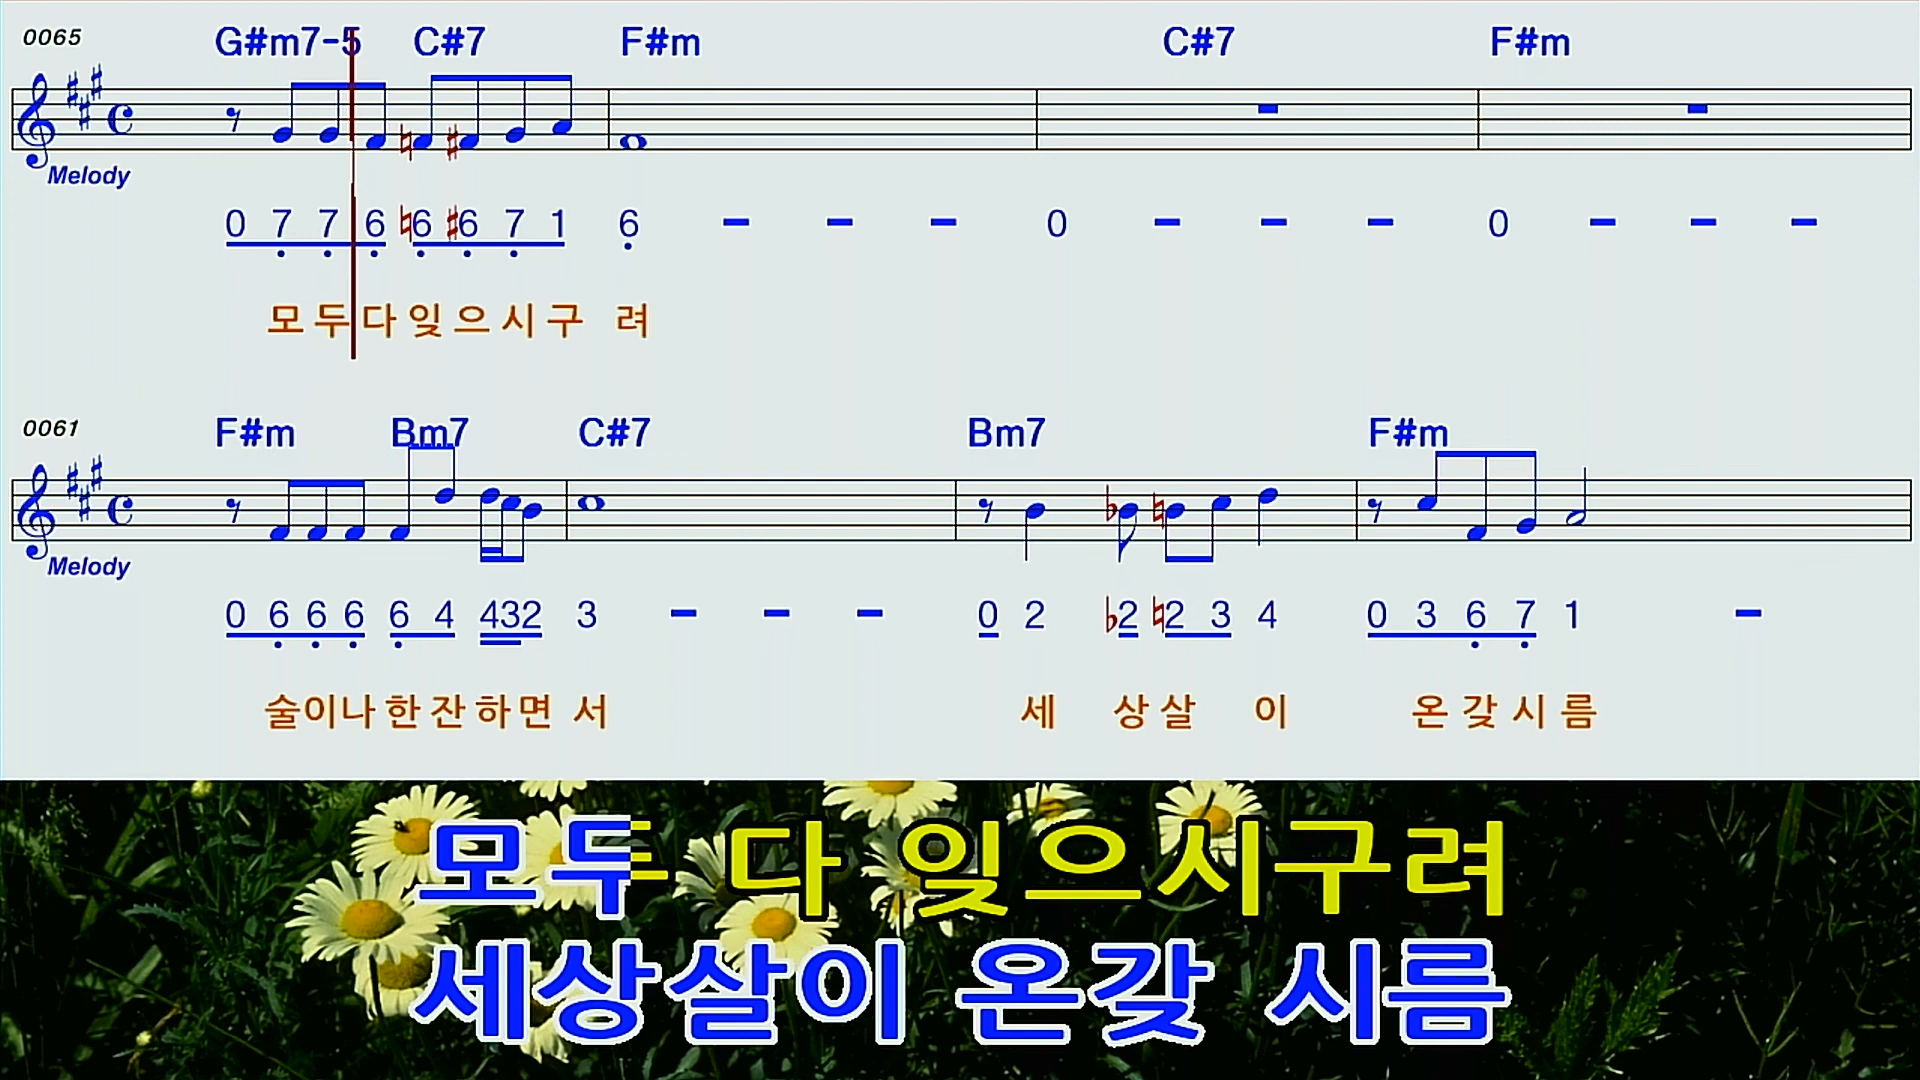 0065 G#m7-5 C#7 F#m C#7 F#m
Melody
0 7 7 6 ♮6 #6 7 1 6 - - - 0 - - - 0 - - -
모 두 다 잊 으 시 구 려
0061 F#m Bm7 C#7 Bm7 F#m
Melody
0 6 6 6 6 4 432 3 - - - 0 2 ♭2 ♮2 3 4 0 3 6 7 1 -
술이나 한 잔 하면 서 세 상 살 이 온 갖 시 름
모두 다 잊으시구려
세상살이 온갖 시름